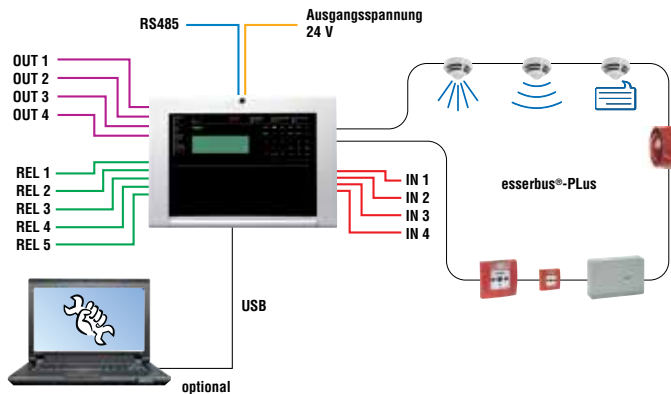 RS485
Ausgangsspannung
24 V
OUT 1
OUT 2
OUT 3
OUT 4
REL 1
REL 2
REL 3
REL 4
REL 5
IN 1
IN 2
IN 3
IN 4
esserbus®-PLus
USB
optional